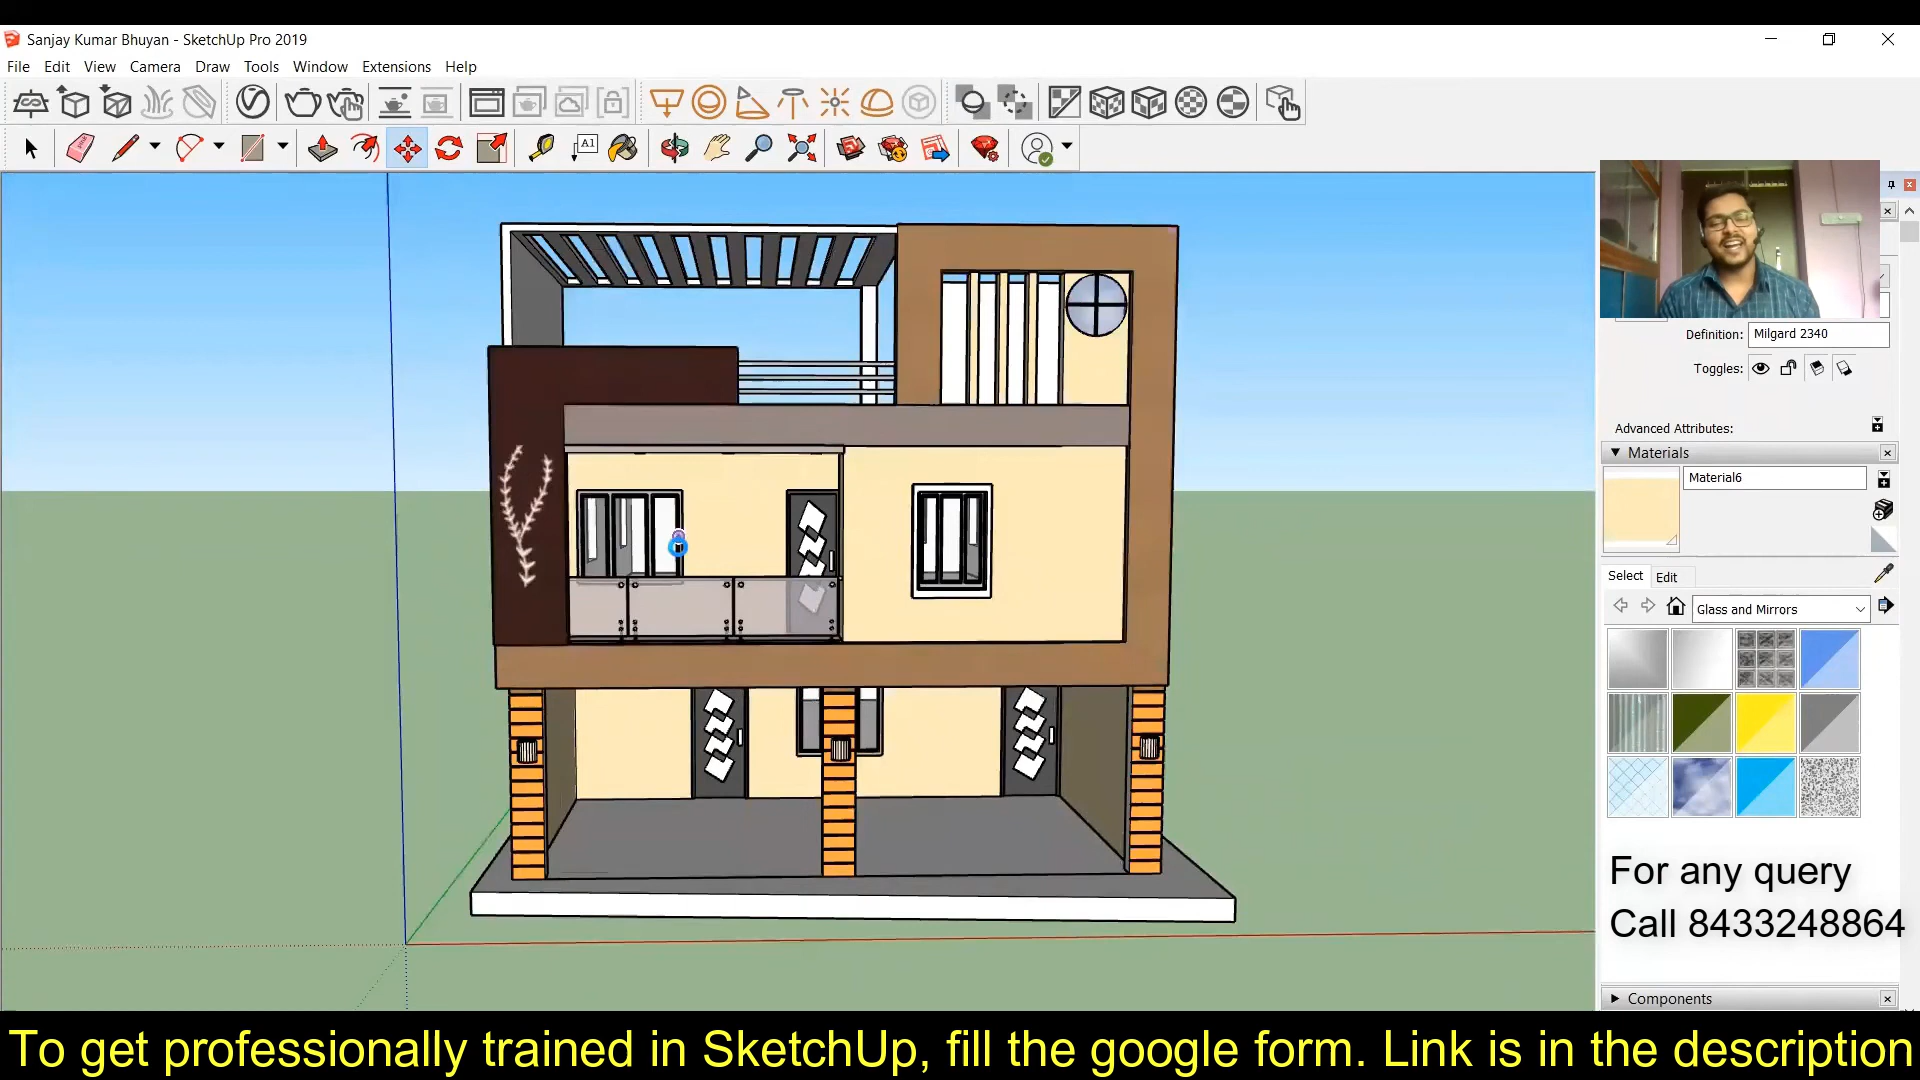 Sanjay Kumar Bhuyan - SketchUp Pro 2019
File Edit View Camera Draw Tools Window Extensions Help
A1
Definition: Milgard 2340
Toggles:
Advanced Attributes:
Materials
Material6
Select Edit
Glass and Mirrors
For any query
Call 8433248864
Components
To get professionally trained in SketchUp, fill the google form. Link is in the description